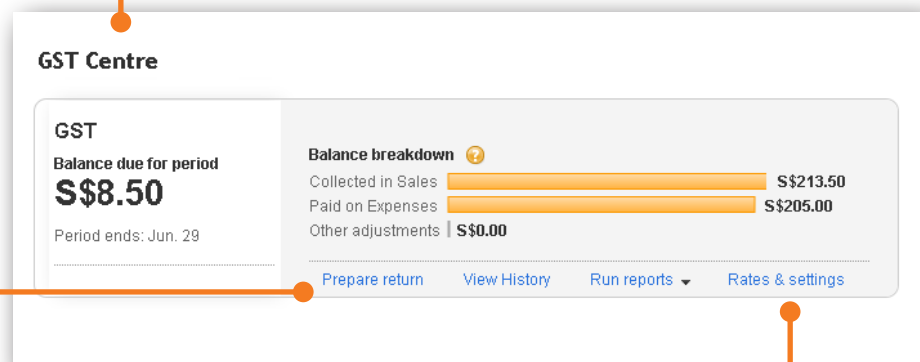 GST Centre
GST
Balance due for period
S$8.50
Period ends: Jun. 29
Balance breakdown ?
Collected in Sales S$213.50
Paid on Expenses S$205.00
Other adjustments S$0.00
Prepare return View History Run reports Rates & settings